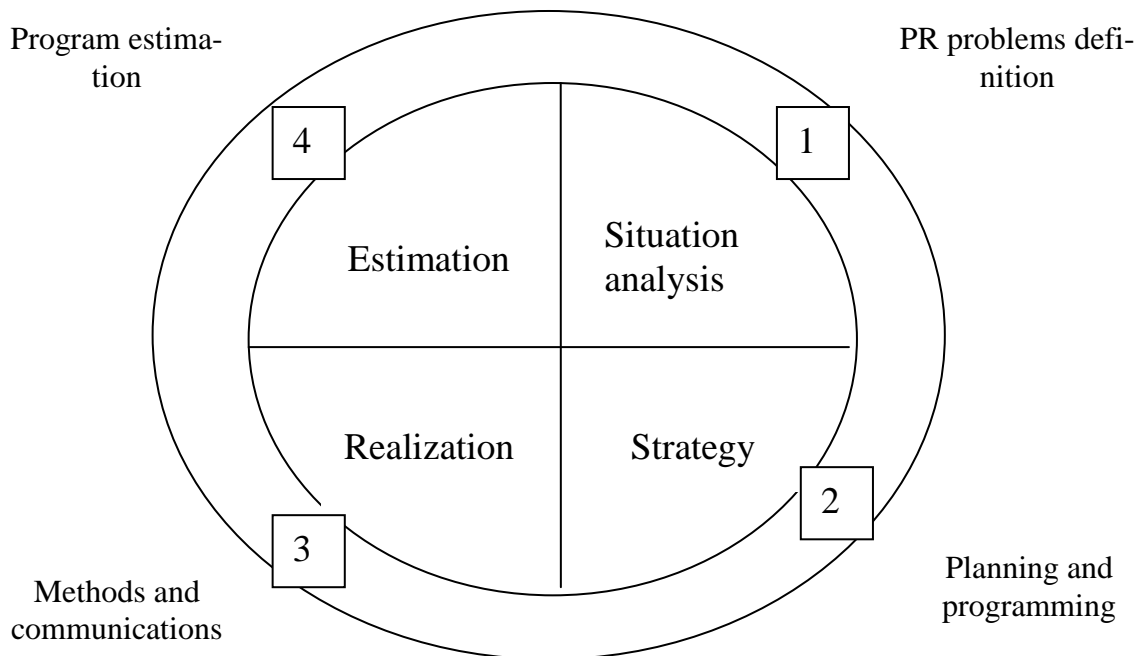 Program estima-
tion
PR problems defi-
nition
4
1
Estimation
Situation
analysis
Realization
Strategy
2
3
Methods and
communications
Planning and
programming